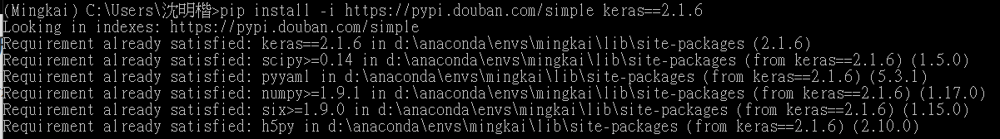 (Mingkai) C:\Users\沈明楷>pip install -i https://pypi.douban.com/simple keras==2.1.6
Looking in indexes: https://pypi.douban.com/simple
Requirement already satisfied: keras==2.1.6 in d:\anaconda\envs\mingkai\lib\site-packages (2.1.6)
Requirement already satisfied: scipy>=0.14 in d:\anaconda\envs\mingkai\lib\site-packages (from keras==2.1.6) (1.5.0)
Requirement already satisfied: pyyaml in d:\anaconda\envs\mingkai\lib\site-packages (from keras==2.1.6) (5.3.1)
Requirement already satisfied: numpy>=1.9.1 in d:\anaconda\envs\mingkai\lib\site-packages (from keras==2.1.6) (1.17.0)
Requirement already satisfied: six>=1.9.0 in d:\anaconda\envs\mingkai\lib\site-packages (from keras==2.1.6) (1.15.0)
Requirement already satisfied: h5py in d:\anaconda\envs\mingkai\lib\site-packages (from keras==2.1.6) (2.10.0)